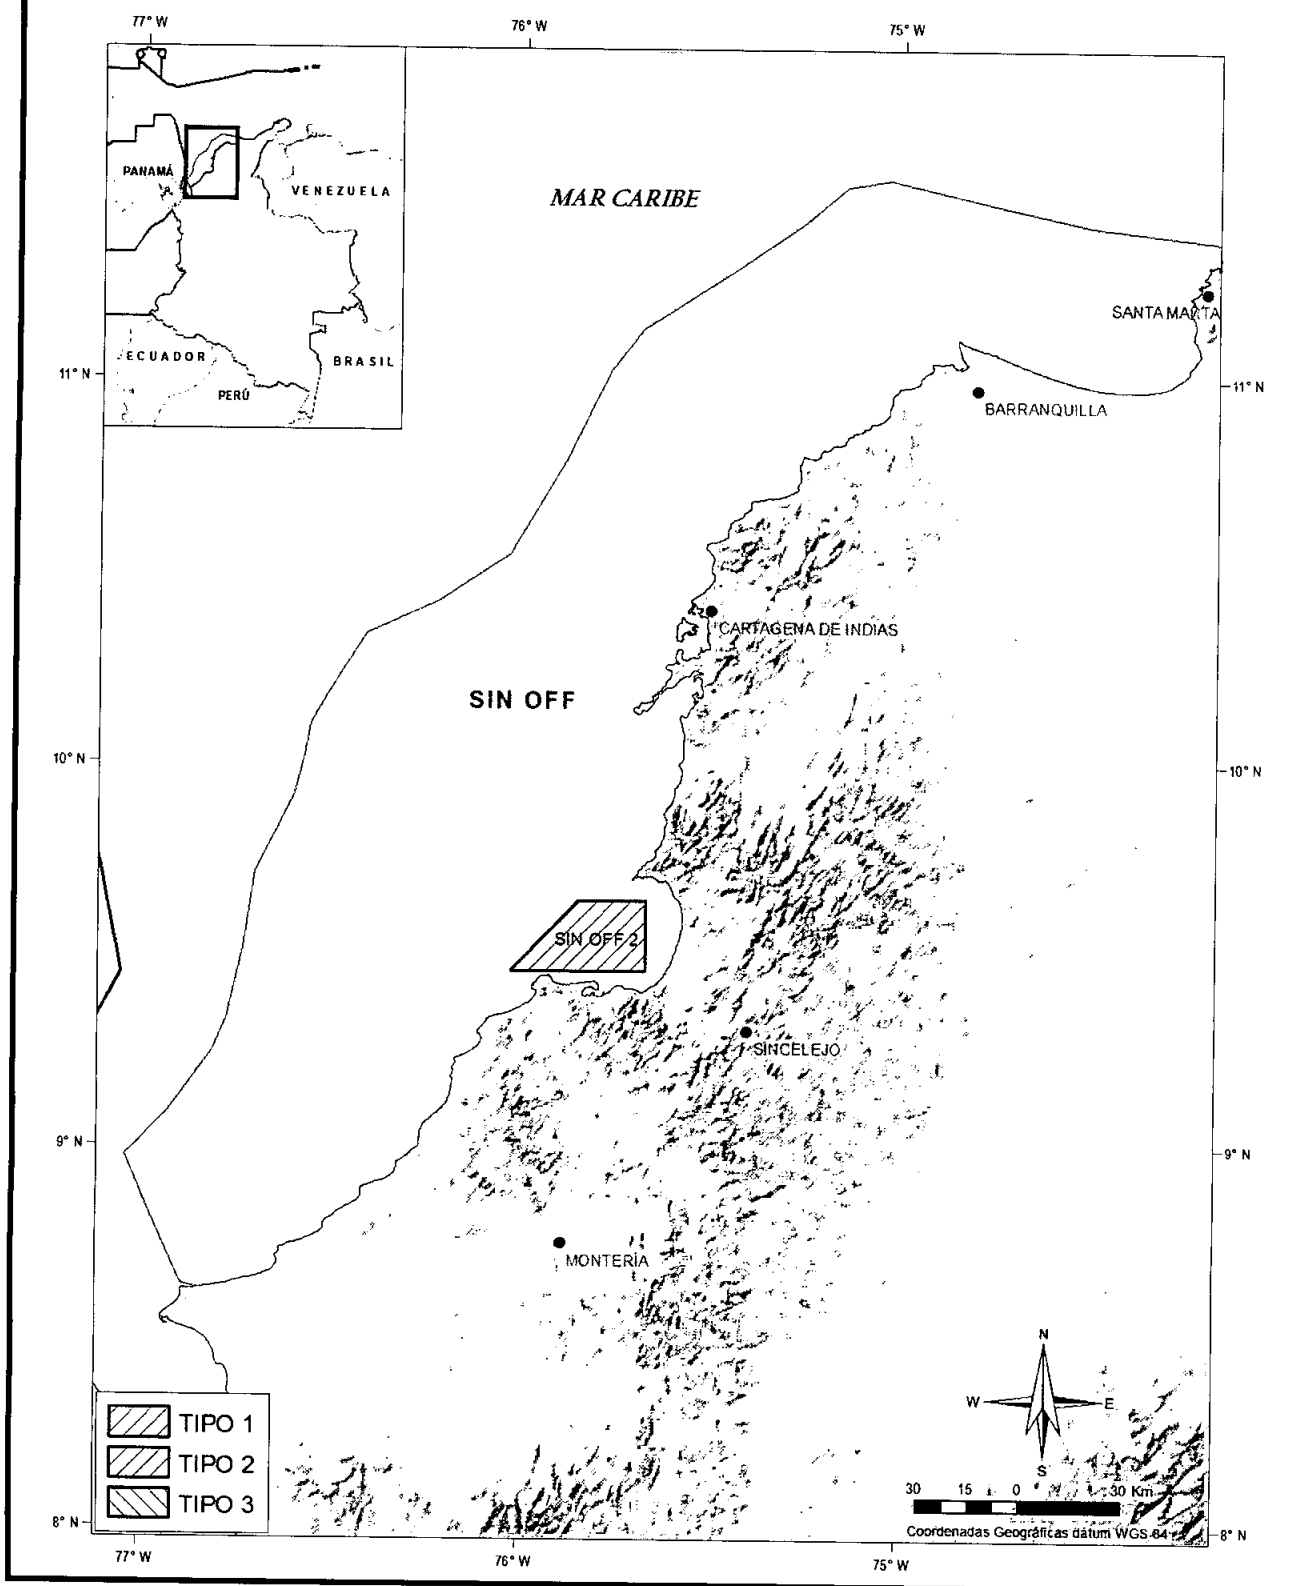 77° W
76° W
75° W
PANAMÁ
VENEZUELA
ECUADOR
PERÚ
BRASIL
MAR CARIBE
SANTA MARTA
11° N
11° N
BARRANQUILLA
CARTAGENA DE INDIAS
SIN OFF
10° N
10° N
SIN OFF 2
SINCELEJO
9° N
9° N
MONTERÍA
N
W
E
S
TIPO 1
TIPO 2
TIPO 3
30 15 0 30 Km
Coordenadas Geográficas dátum WGS 84
8° N
8° N
77° W
76° W
75° W